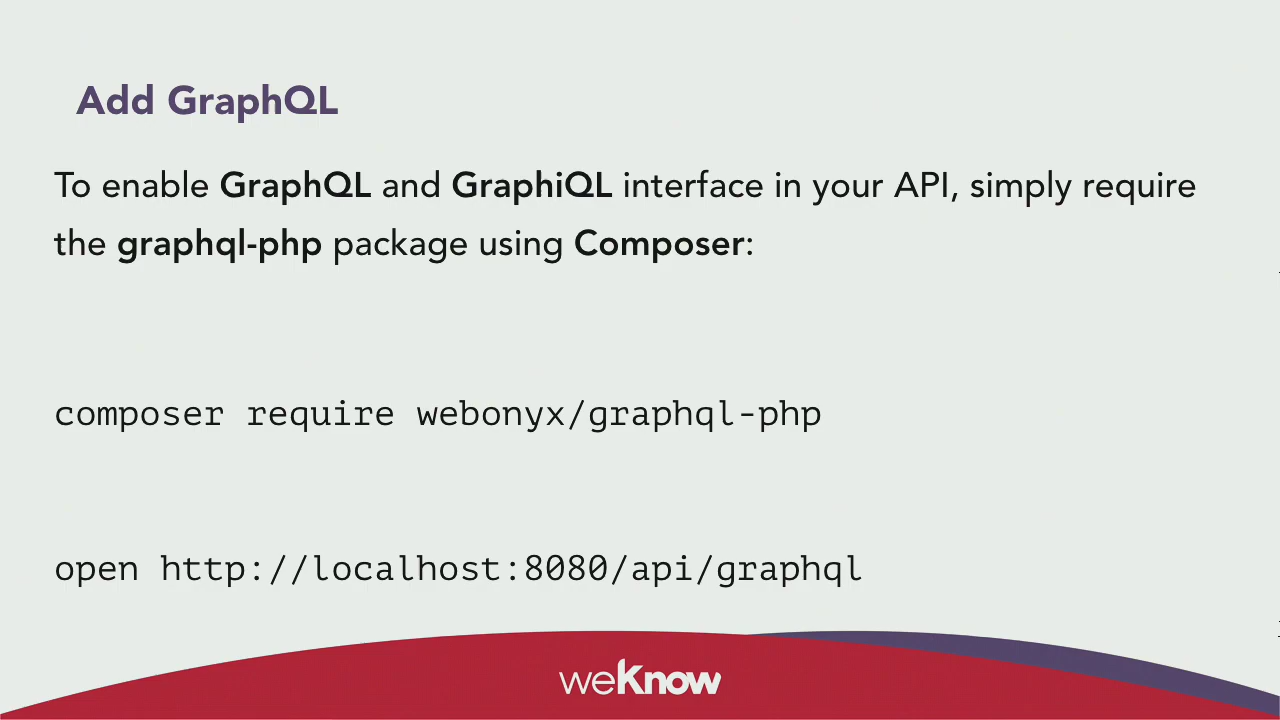 Add GraphQL
To enable GraphQL and GraphiQL interface in your API, simply require
the graphql-php package using Composer:
composer require webonyx/graphql-php
open http://localhost:8080/api/graphql
weKnow